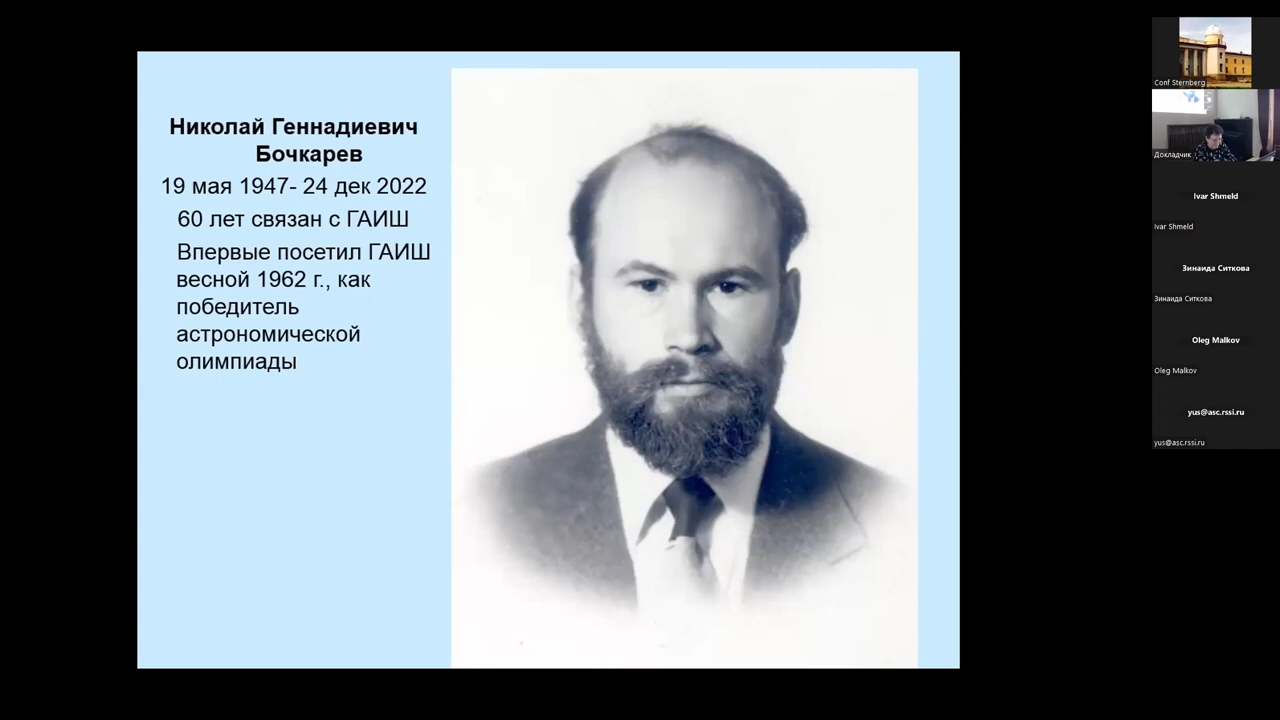 Николай Геннадиевич
Бочкарев
19 мая 1947- 24 дек 2022
60 лет связан с ГАИШ
Впервые посетил ГАИШ
весной 1962 г., как
победитель
астрономической
олимпиады
Conf Sternberg
Докладчик
Ivar Shmeld
Ivar Shmeld
Зинаида Ситкова
Зинаида Ситкова
Oleg Malkov
Oleg Malkov
yus@asc.rssi.ru
yus@asc.rssi.ru